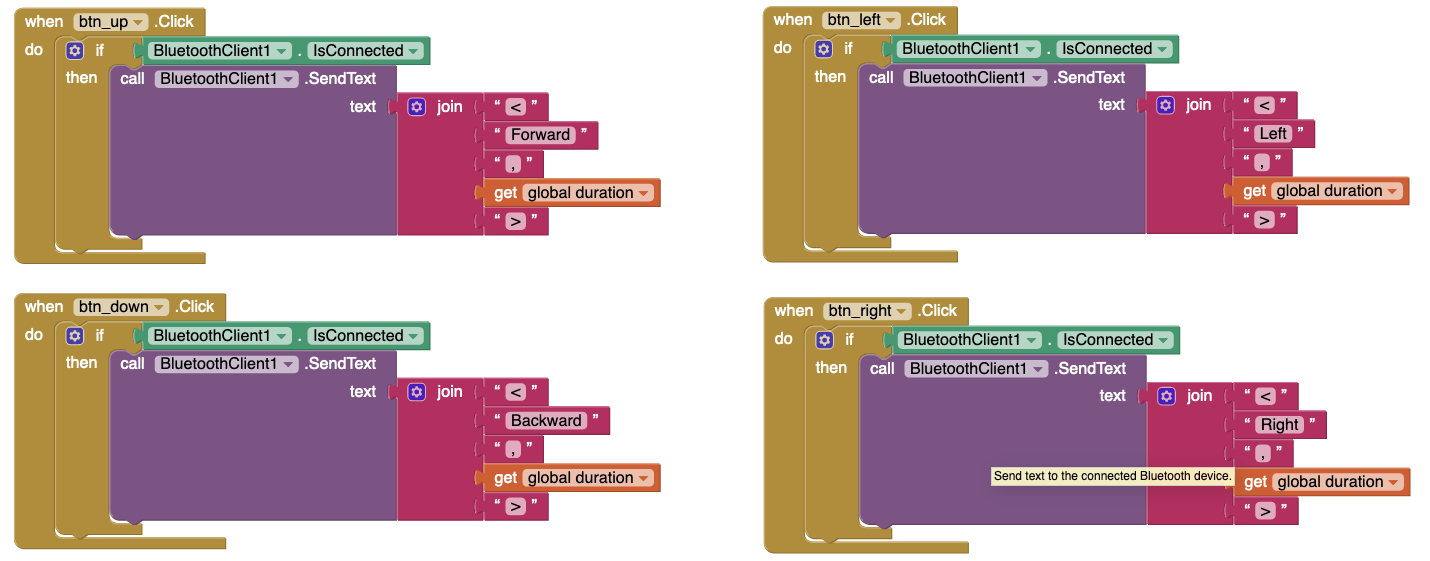 when btn_up .Click
do if BluetoothClient1 . IsConnected
then call BluetoothClient1 .SendText
text join “ < ”
“ Forward ”
“ , ”
get global duration
“ > ”
when btn_left .Click
do if BluetoothClient1 . IsConnected
then call BluetoothClient1 .SendText
text join “ < ”
“ Left ”
“ , ”
get global duration
“ > ”
when btn_down .Click
do if BluetoothClient1 . IsConnected
then call BluetoothClient1 .SendText
text join “ < ”
“ Backward ”
“ , ”
get global duration
“ > ”
when btn_right .Click
do if BluetoothClient1 . IsConnected
then call BluetoothClient1 .SendText
text join “ < ”
“ Right ”
“ , ”
Send text to the connected Bluetooth device. get global duration
“ > ”